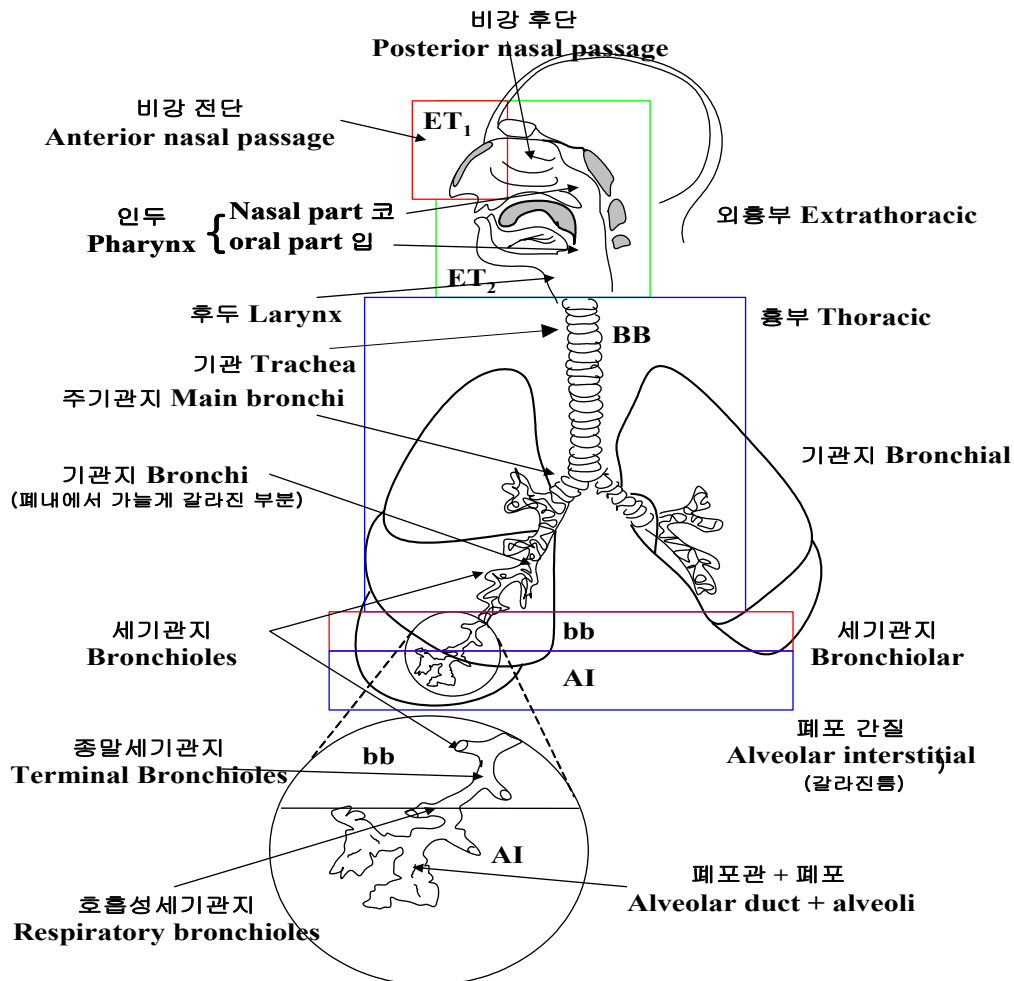 비강 후단
Posterior nasal passage
비강 전단
Anterior nasal passage
ET1
인두
Pharynx
{ Nasal part 코
oral part 입
외흉부 Extrathoracic
ET2
후두 Larynx
흉부 Thoracic
BB
기관 Trachea
주기관지 Main bronchi
기관지 Bronchi
(폐내에서 가늘게 갈라진 부분)
기관지 Bronchial
세기관지
Bronchioles
bb
세기관지
Bronchiolar
AI
폐포 간질
Alveolar interstitial
(갈라진틈)
)
종말세기관지
Terminal Bronchioles
bb
AI
호흡성세기관지
Respiratory bronchioles
폐포관 + 폐포
Alveolar duct + alveoli